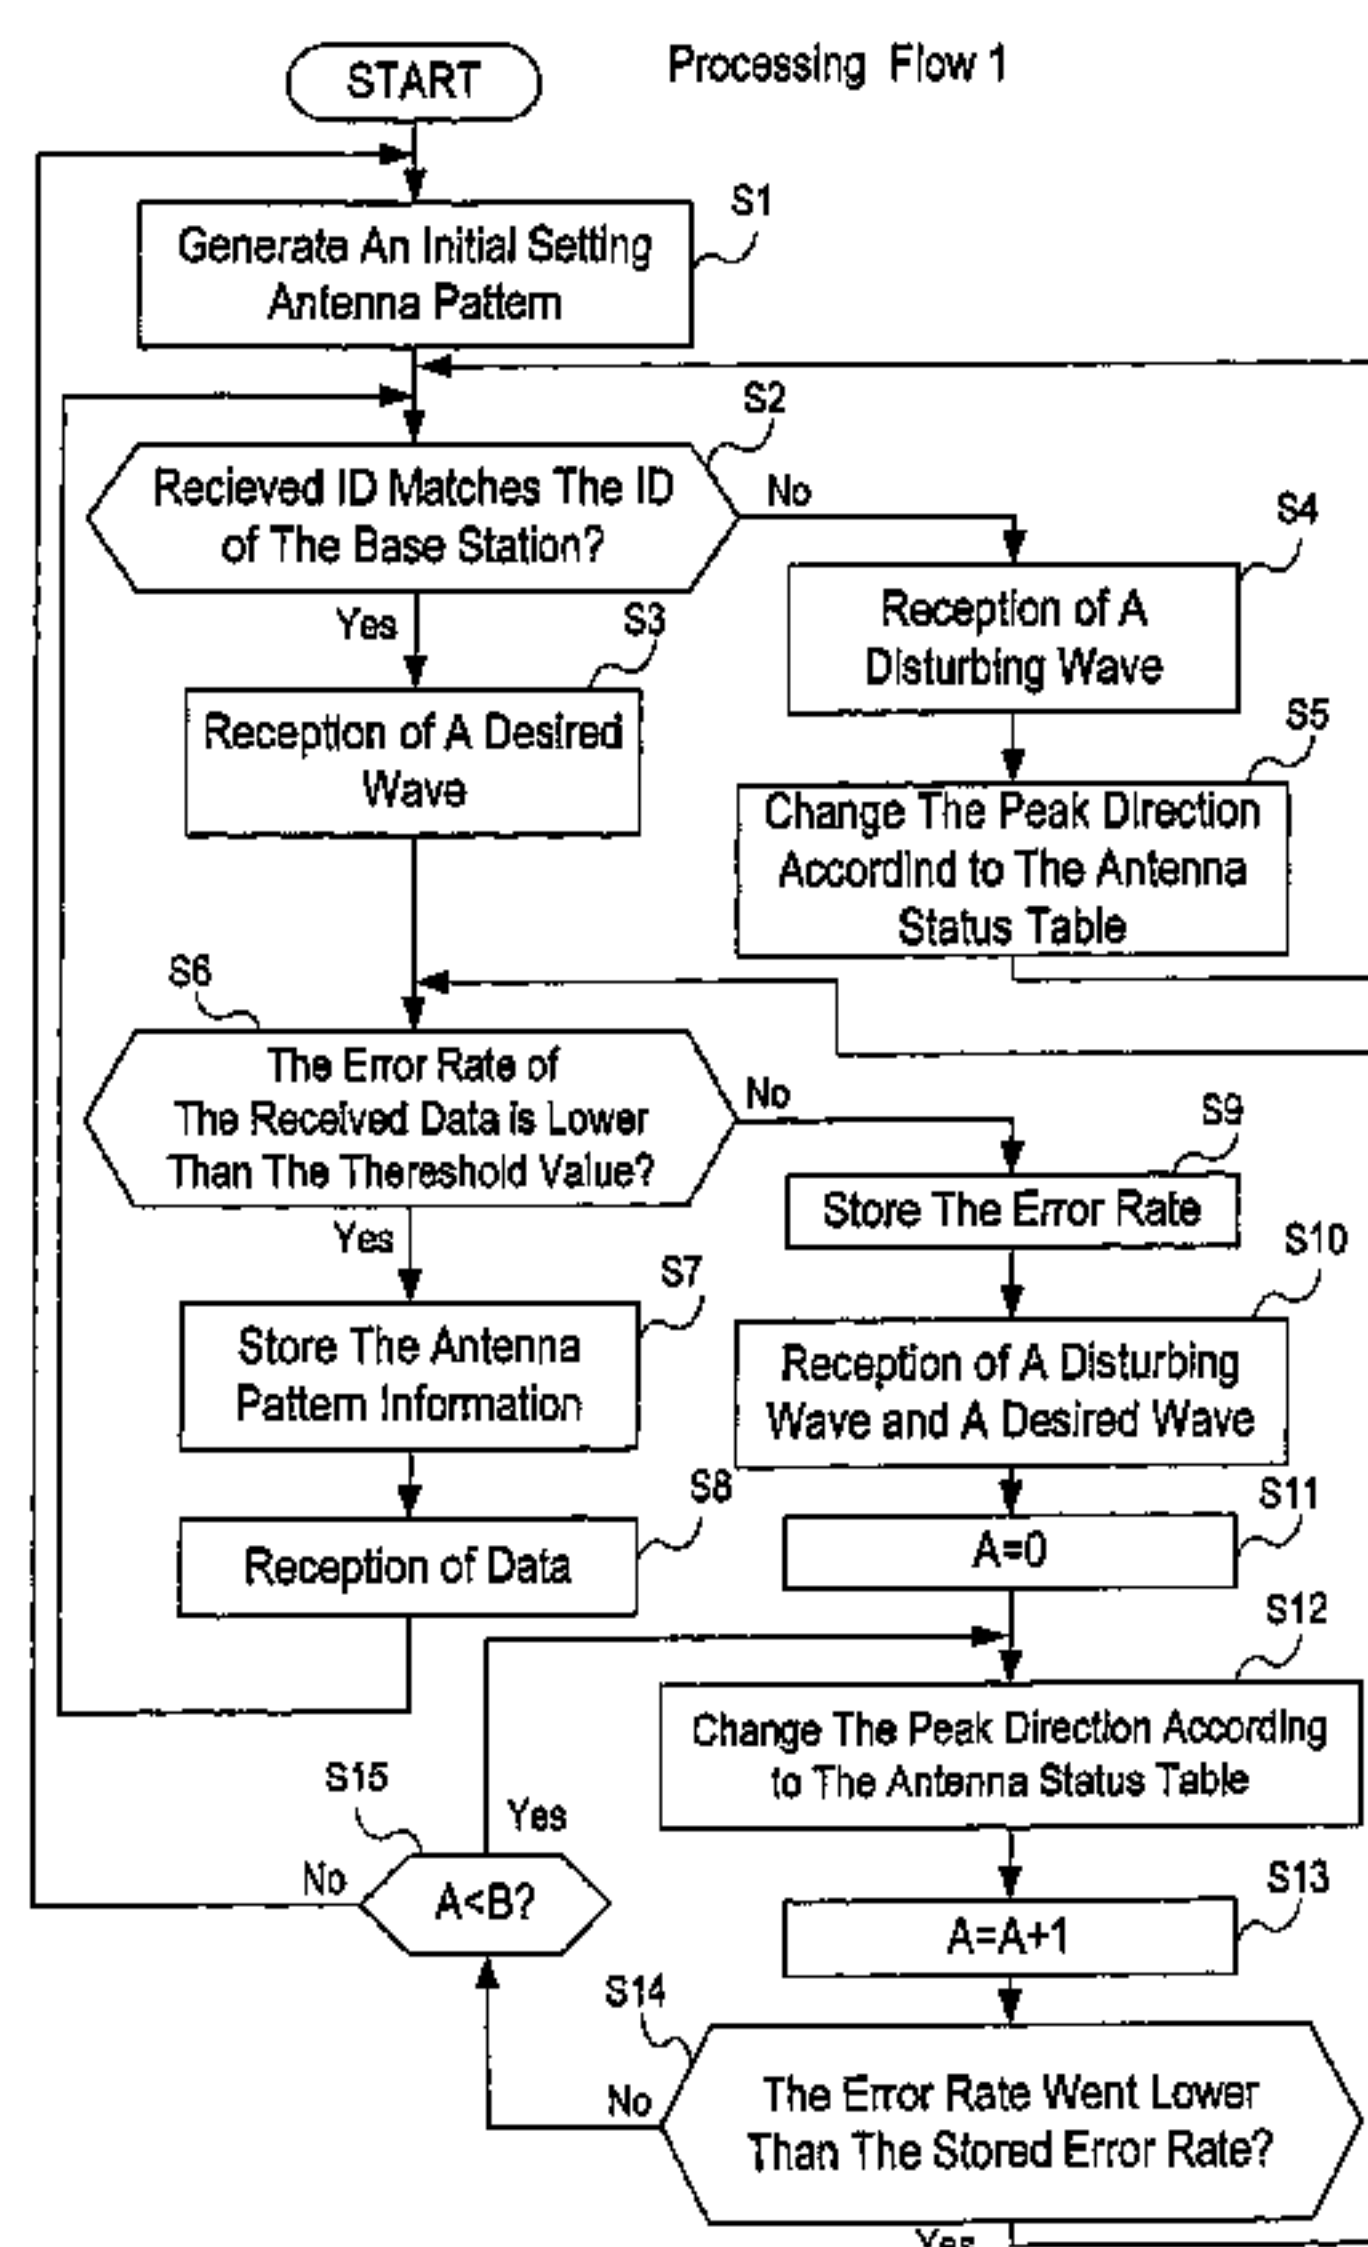 Processing Flow 1
START
S1
Generate An Initial Setting
Antenna Pattern
S2
Recieved ID Matches The ID
of The Base Station?
No
Yes
S4
Reception of A
Disturbing Wave
S3
Reception of A Desired
Wave
S5
Change The Peak Direction
Accordind to The Antenna
Status Table
S6
The Error Rate of
The Received Data is Lower
Than The Thereshold Value?
No
Yes
S9
Store The Error Rate
S7
Store The Antenna
Pattern Information
S10
Reception of A Disturbing
Wave and A Desired Wave
S8
Reception of Data
S11
A=0
S12
Change The Peak Direction According
to The Antenna Status Table
S15
Yes
No
A<B?
S13
A=A+1
S14
No
The Error Rate Went Lower
Than The Stored Error Rate?
Yes